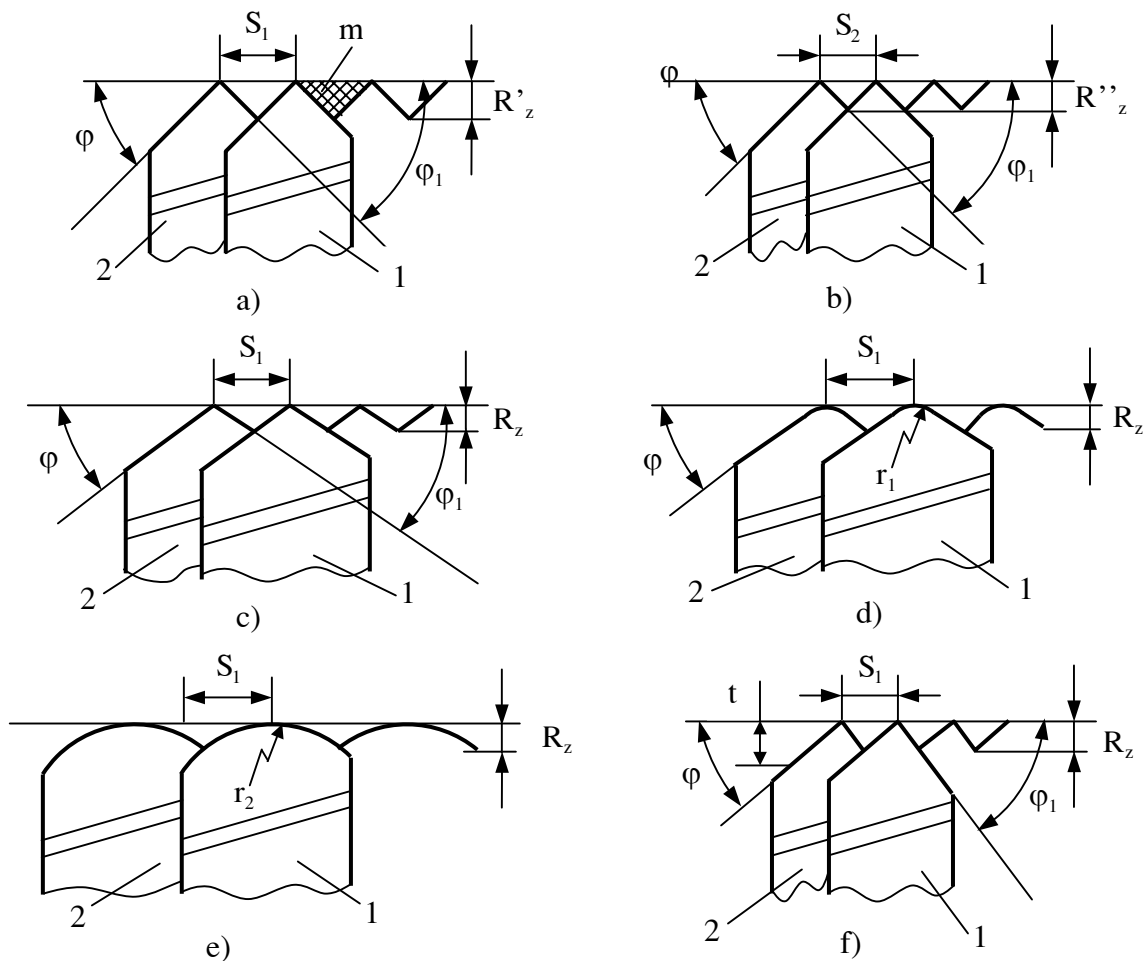 S₁ m
φ R’z
φ₁
2 1
a)
S₂
φ R’’z
φ φ₁
2 1
b)
S₁
φ Rz
φ₁
2 1
c)
S₁
φ Rz
r₁
2 1
d)
S₁
Rz
r₂
2 1
e)
t S₁
φ Rz
φ₁
2 1
f)